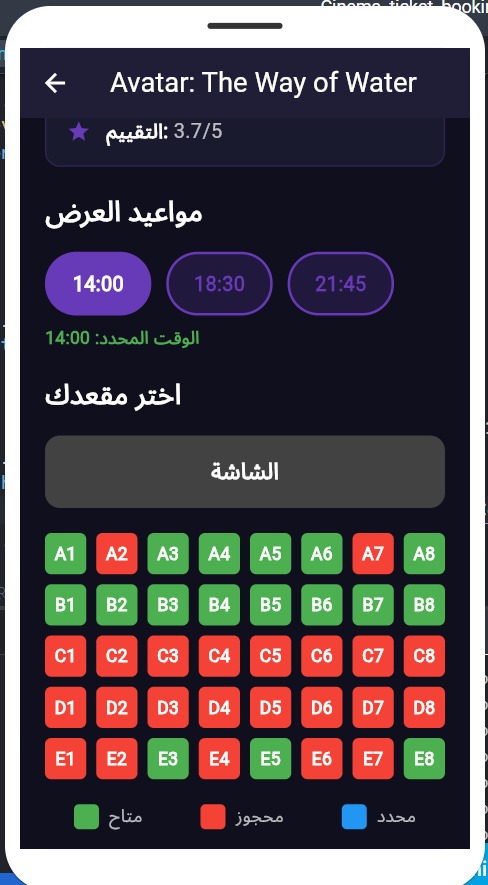 Avatar: The Way of Water
التقييم: 3.7/5
مواعيد العرض
14:00 18:30 21:45
الوقت المحدد: 14:00
اختر مقعدك
الشاشة
A1 A2 A3 A4 A5 A6 A7 A8
B1 B2 B3 B4 B5 B6 B7 B8
C1 C2 C3 C4 C5 C6 C7 C8
D1 D2 D3 D4 D5 D6 D7 D8
E1 E2 E3 E4 E5 E6 E7 E8
متاح محجوز محدد